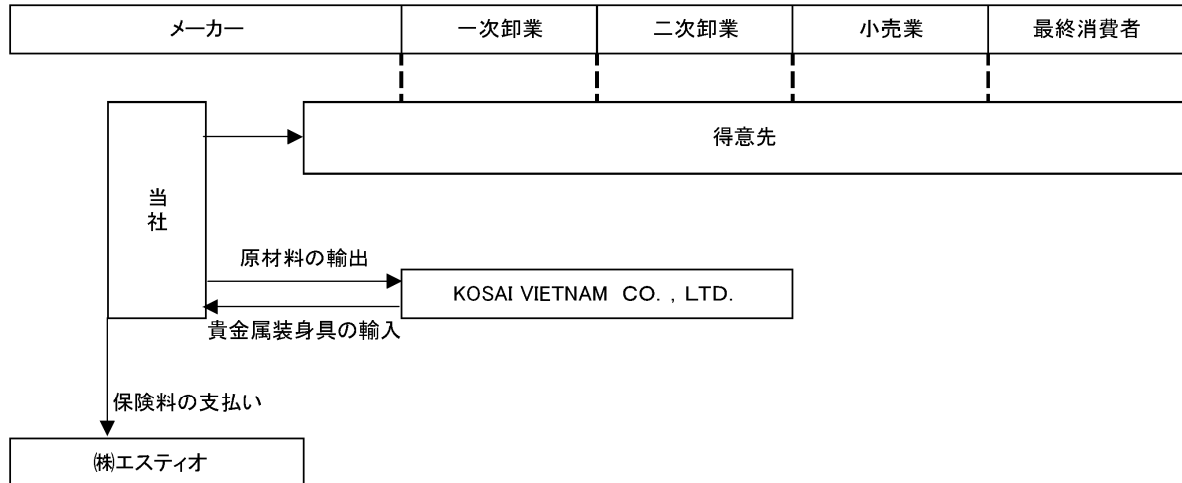 メーカー 一次卸業 二次卸業 小売業 最終消費者
得意先
当
社
原材料の輸出
KOSAI VIETNAM CO.,LTD.
貴金属装身具の輸入
保険料の支払い
㈱エスティオ